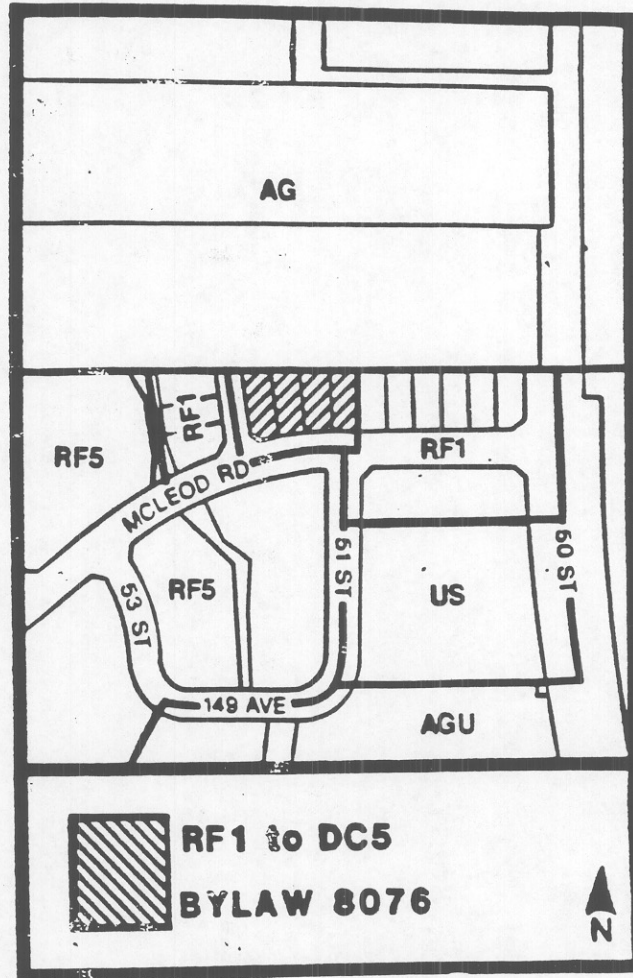 AG
RF1
RF5
RF1
MCLEOD RD
RF5
53 ST
51 ST
US
50 ST
149 AVE
AGU
RF1 to DC5
BYLAW 8076
N